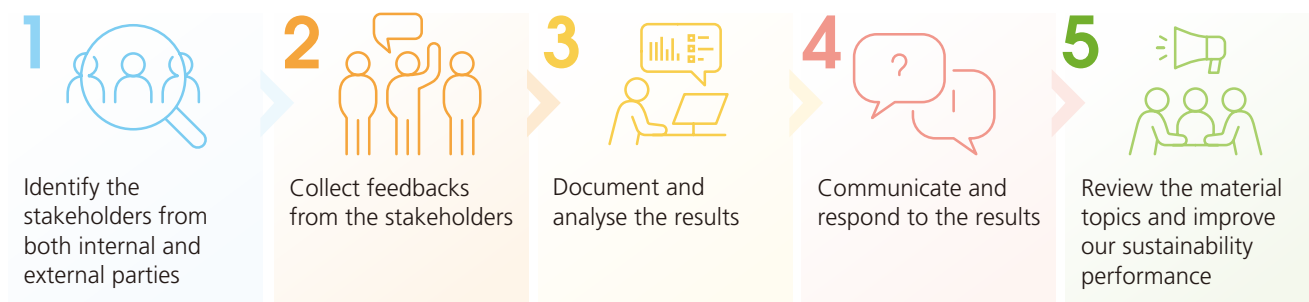 1
Identify the
stakeholders from
both internal and
external parties
2
Collect feedbacks
from the stakeholders
3
Document and
analyse the results
4
?
Communicate and
respond to the results
5
Review the material
topics and improve
our sustainability
performance